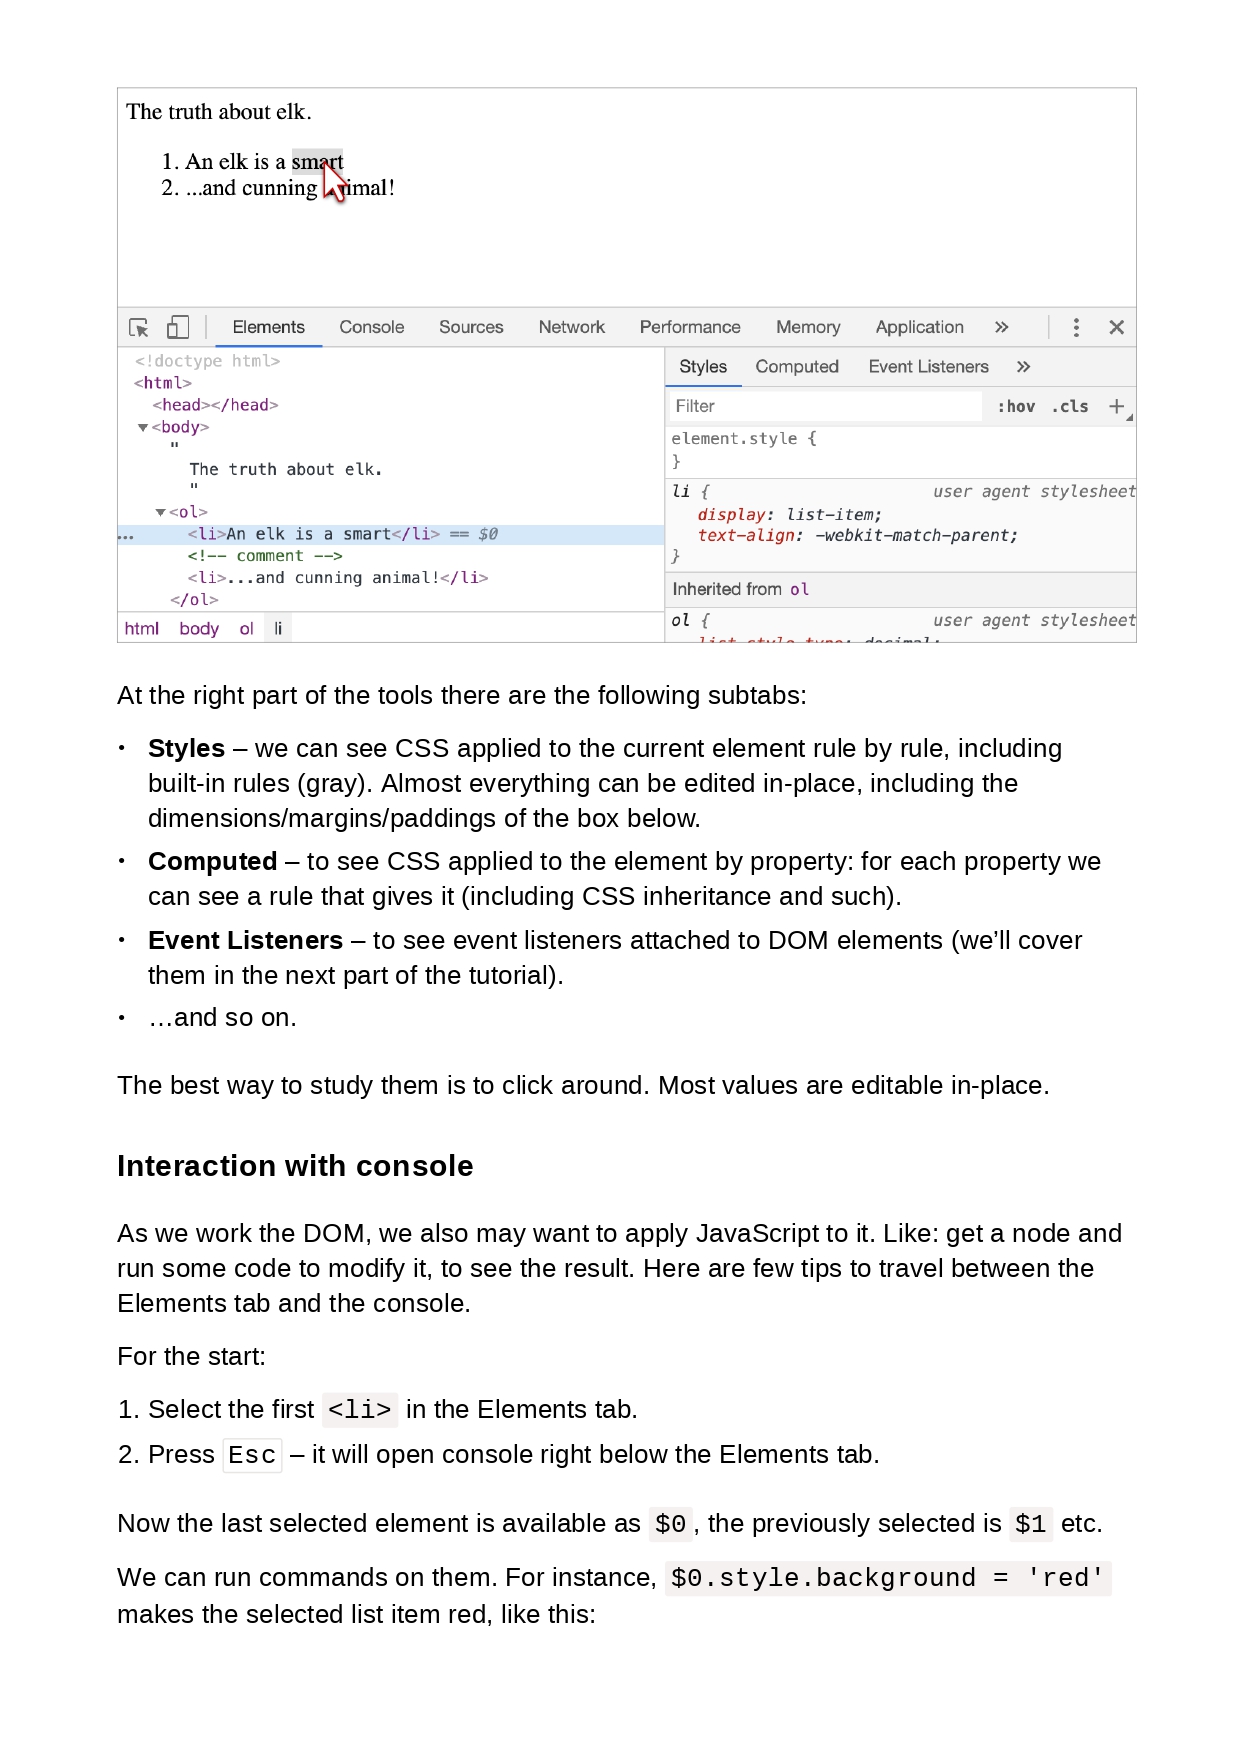 The truth about elk.
1. An elk is a smart
2. ...and cunning animal!
Elements Console Sources Network Performance Memory Application »
<!doctype html>
<html>
<head></head>
<body>
"
The truth about elk.
"
<ol>
... <li>An elk is a smart</li> == $0
<!-- comment -->
<li>...and cunning animal!</li>
</ol>
html body ol li
Styles Computed Event Listeners »
Filter :hov .cls +
element.style {
}
li { user agent stylesheet
display: list-item;
text-align: -webkit-match-parent;
}
Inherited from ol
ol { user agent stylesheet
list-style-type: decimal;
At the right part of the tools there are the following subtabs:
• Styles – we can see CSS applied to the current element rule by rule, including
built-in rules (gray). Almost everything can be edited in-place, including the
dimensions/margins/paddings of the box below.
• Computed – to see CSS applied to the element by property: for each property we
can see a rule that gives it (including CSS inheritance and such).
• Event Listeners – to see event listeners attached to DOM elements (we’ll cover
them in the next part of the tutorial).
• …and so on.
The best way to study them is to click around. Most values are editable in-place.
Interaction with console
As we work the DOM, we also may want to apply JavaScript to it. Like: get a node and
run some code to modify it, to see the result. Here are few tips to travel between the
Elements tab and the console.
For the start:
1. Select the first <li> in the Elements tab.
2. Press Esc – it will open console right below the Elements tab.
Now the last selected element is available as $0, the previously selected is $1 etc.
We can run commands on them. For instance, $0.style.background = 'red'
makes the selected list item red, like this: